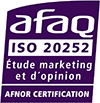 afaq
ISO 20252
Étude marketing
et d'opinion
AFNOR CERTIFICATION